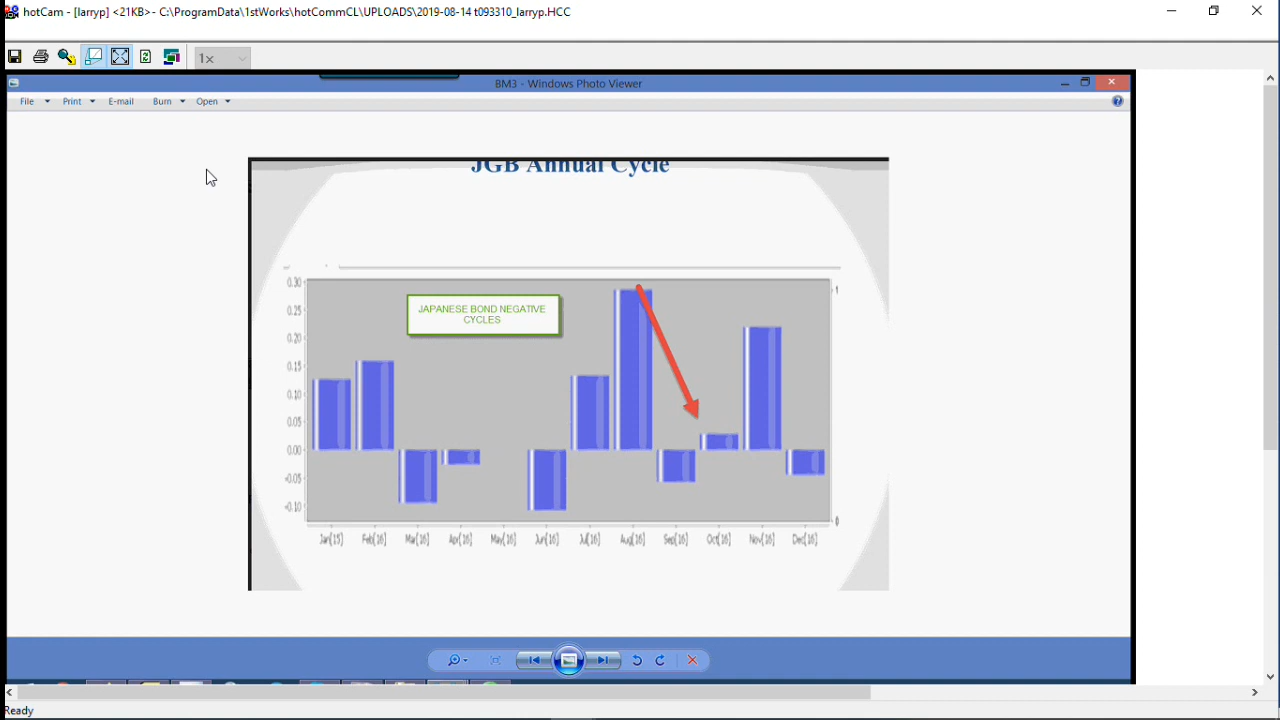 hotCam - [larryp] <21KB>- C:\ProgramData\1stWorks\hotCommCL\UPLOADS\2019-08-14 t093310_larryp.HCC
1x
BM3 - Windows Photo Viewer
File Print E-mail Burn Open
JGB Annual Cycle
JAPANESE BOND NEGATIVE
CYCLES
0.30
0.25
0.20
0.15
0.10
0.05
0.00
-0.05
-0.10
1
0
Jan[15] Feb[16] Mar[16] Apr[16] May[16] Jun[16] Jul[16] Aug[16] Sep[16] Oct[16] Nov[16] Dec[16]
Ready